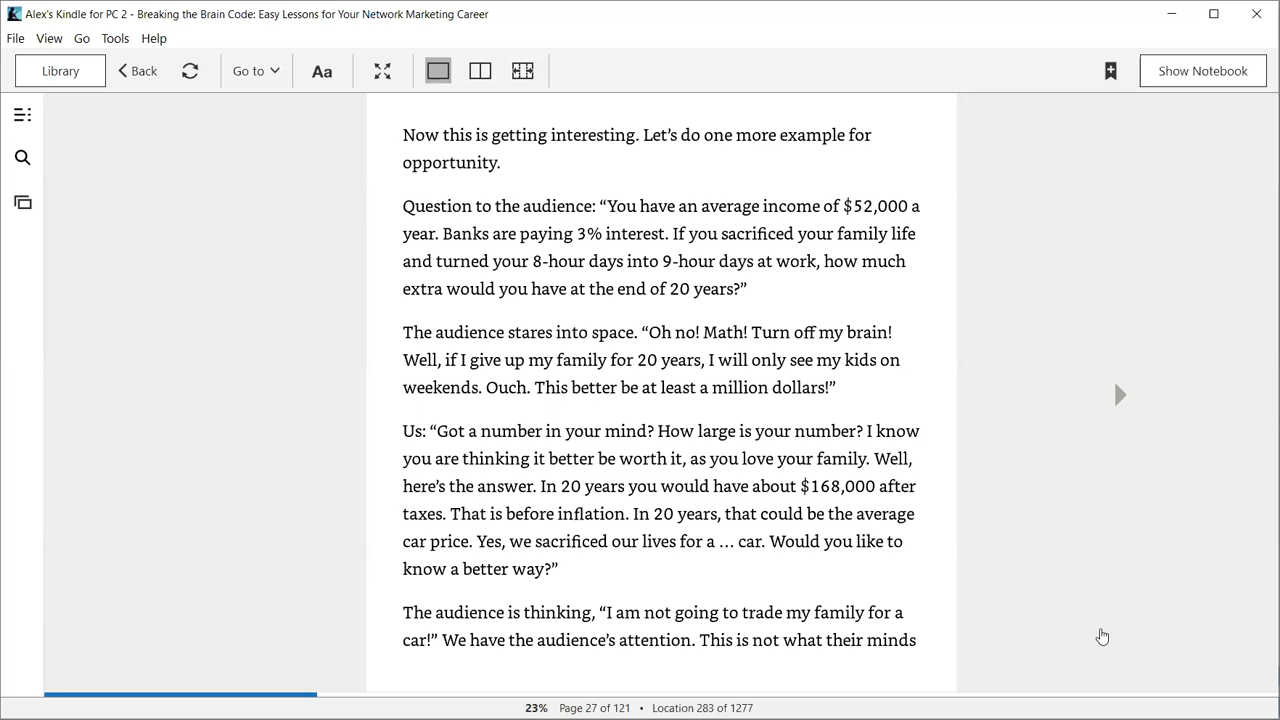 Alex's Kindle for PC 2 - Breaking the Brain Code: Easy Lessons for Your Network Marketing Career
File View Go Tools Help
Library Back Go to Aa Show Notebook
Now this is getting interesting. Let’s do one more example for
opportunity.
Question to the audience: “You have an average income of $52,000 a
year. Banks are paying 3% interest. If you sacrificed your family life
and turned your 8-hour days into 9-hour days at work, how much
extra would you have at the end of 20 years?”
The audience stares into space. “Oh no! Math! Turn off my brain!
Well, if I give up my family for 20 years, I will only see my kids on
weekends. Ouch. This better be at least a million dollars!”
Us: “Got a number in your mind? How large is your number? I know
you are thinking it better be worth it, as you love your family. Well,
here’s the answer. In 20 years you would have about $168,000 after
taxes. That is before inflation. In 20 years, that could be the average
car price. Yes, we sacrificed our lives for a … car. Would you like to
know a better way?”
The audience is thinking, “I am not going to trade my family for a
car!” We have the audience’s attention. This is not what their minds
23% Page 27 of 121 • Location 283 of 1277